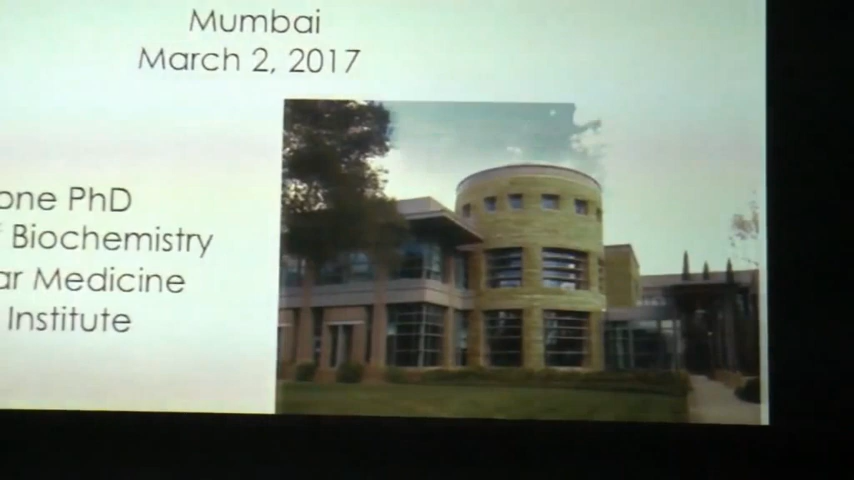 Mumbai
March 2, 2017
one PhD
f Biochemistry
ar Medicine
Institute